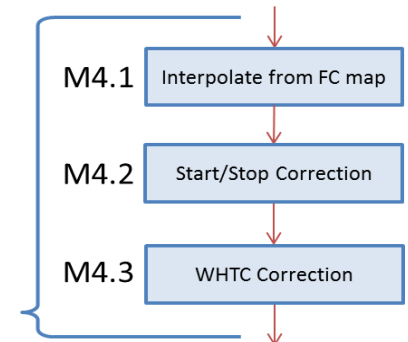 M4.1 Interpolate from FC map
M4.2 Start/Stop Correction
M4.3 WHTC Correction